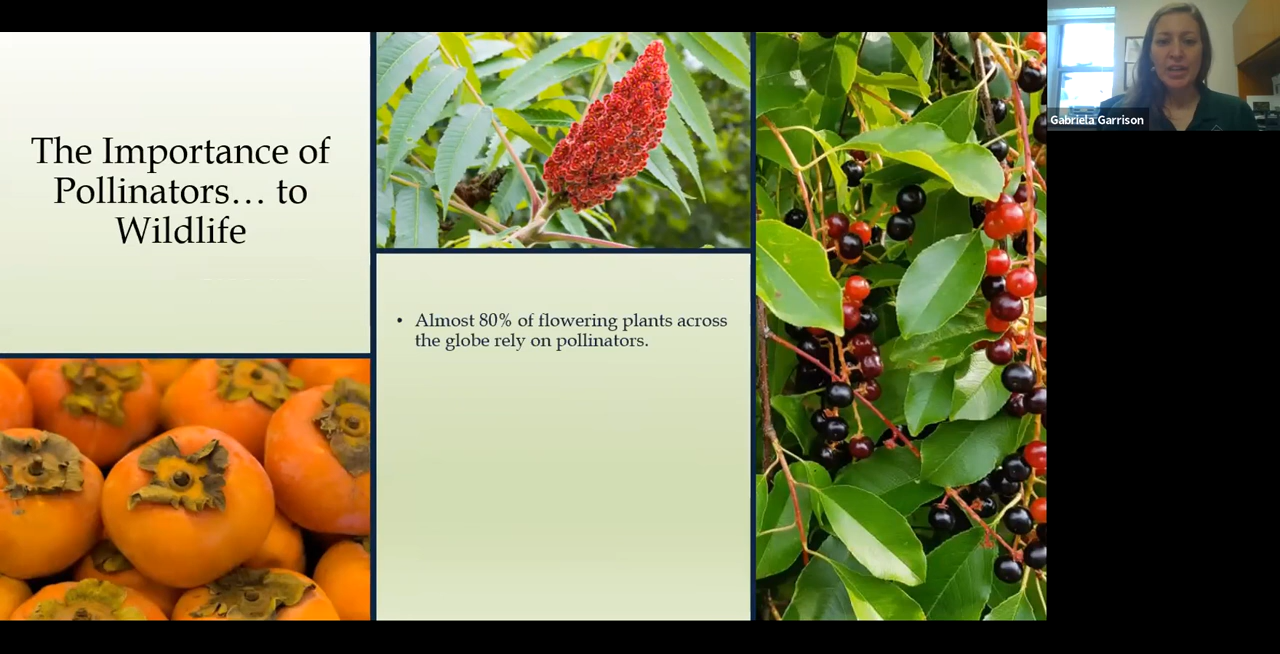 The Importance of
Pollinators… to
Wildlife
• Almost 80% of flowering plants across
the globe rely on pollinators.
Gabriela Garrison